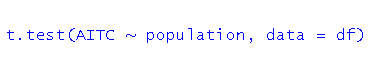 t.test(AITC ~ population, data = df)